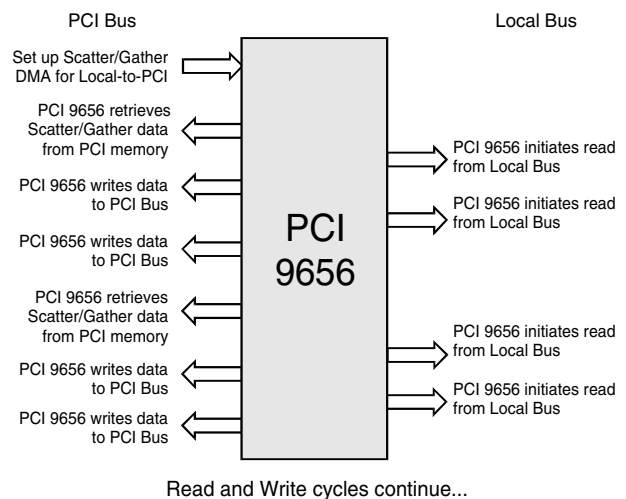 PCI Bus
Local Bus
Set up Scatter/Gather
DMA for Local-to-PCI
PCI 9656 retrieves
Scatter/Gather data
from PCI memory
PCI 9656 writes data
to PCI Bus
PCI 9656 writes data
to PCI Bus
PCI 9656 retrieves
Scatter/Gather data
from PCI memory
PCI 9656 writes data
to PCI Bus
PCI 9656 writes data
to PCI Bus
PCI
9656
PCI 9656 initiates read
from Local Bus
PCI 9656 initiates read
from Local Bus
PCI 9656 initiates read
from Local Bus
PCI 9656 initiates read
from Local Bus
Read and Write cycles continue...